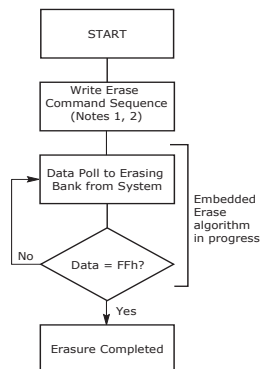 START
Write Erase
Command Sequence
(Notes 1, 2)
Data Poll to Erasing
Bank from System
Embedded
Erase
algorithm
in progress
No
Data = FFh?
Yes
Erasure Completed